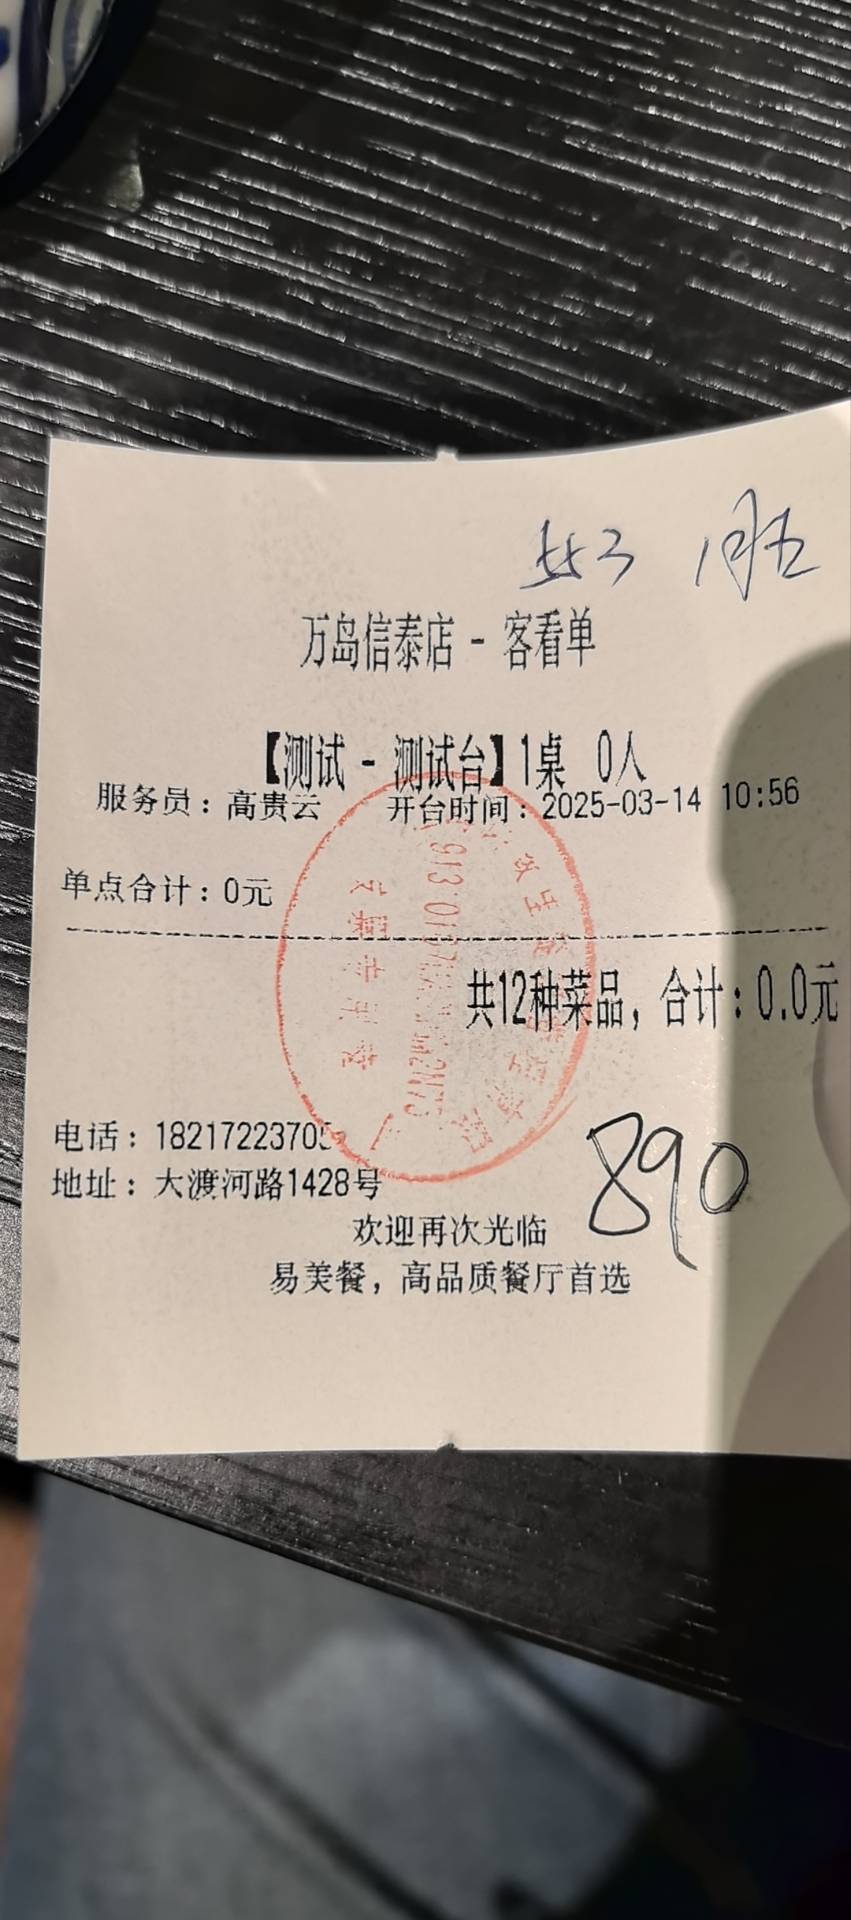 万岛信泰店 - 客看单
【测试 - 测试台】1桌 0人
服务员：高贵云 开台时间：2025-03-14 10:56
单点合计：0元
共12种菜品，合计：0.0元
电话：1821722370
地址：大渡河路1428号
890
欢迎再次光临
易美餐，高品质餐厅首选